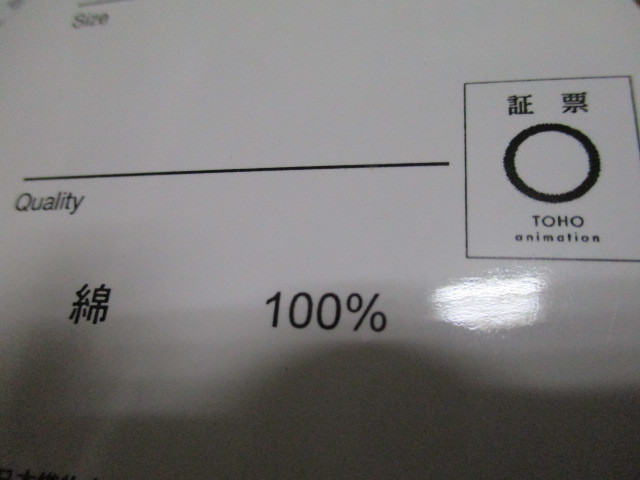 Size
証 票
TOHO
animation
Quality
綿 100%